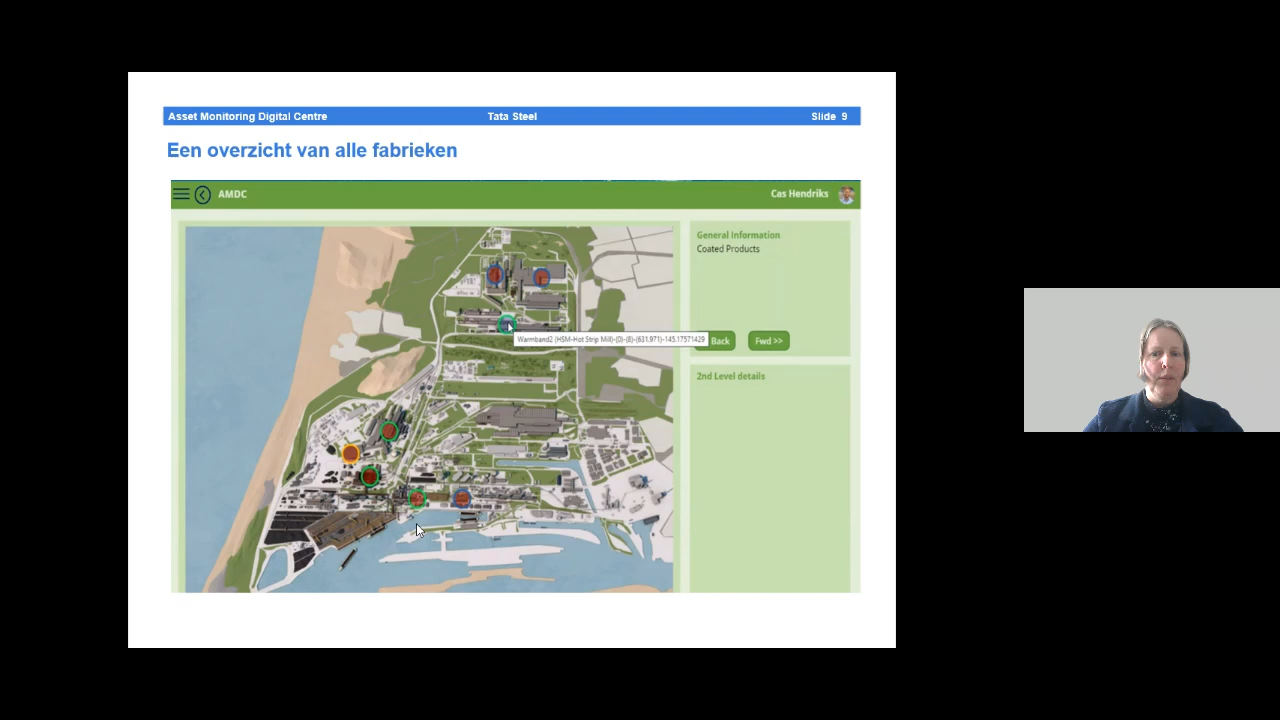 Asset Monitoring Digital Centre Tata Steel Slide 9
Een overzicht van alle fabrieken
AMDC Cas Hendriks
General Information
Coated Products
Warmband2 (HSM-Hot Strip Mill)-(0)-(8)-(631.971)-145.17571429
Back Fwd >>
2nd Level details